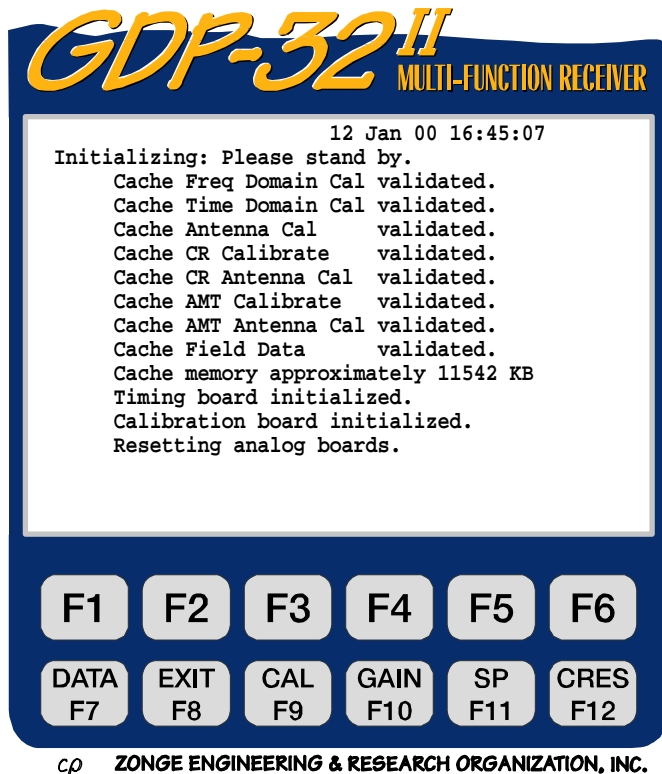 GDP-32 II
MULTI-FUNCTION RECEIVER
12 Jan 00 16:45:07
Initializing: Please stand by.
Cache Freq Domain Cal validated.
Cache Time Domain Cal validated.
Cache Antenna Cal validated.
Cache CR Calibrate validated.
Cache CR Antenna Cal validated.
Cache AMT Calibrate validated.
Cache AMT Antenna Cal validated.
Cache Field Data validated.
Cache memory approximately 11542 KB
Timing board initialized.
Calibration board initialized.
Resetting analog boards.
F1 F2 F3 F4 F5 F6
DATA EXIT CAL GAIN SP CRES
F7 F8 F9 F10 F11 F12
ZONGE ENGINEERING & RESEARCH ORGANIZATION, INC.